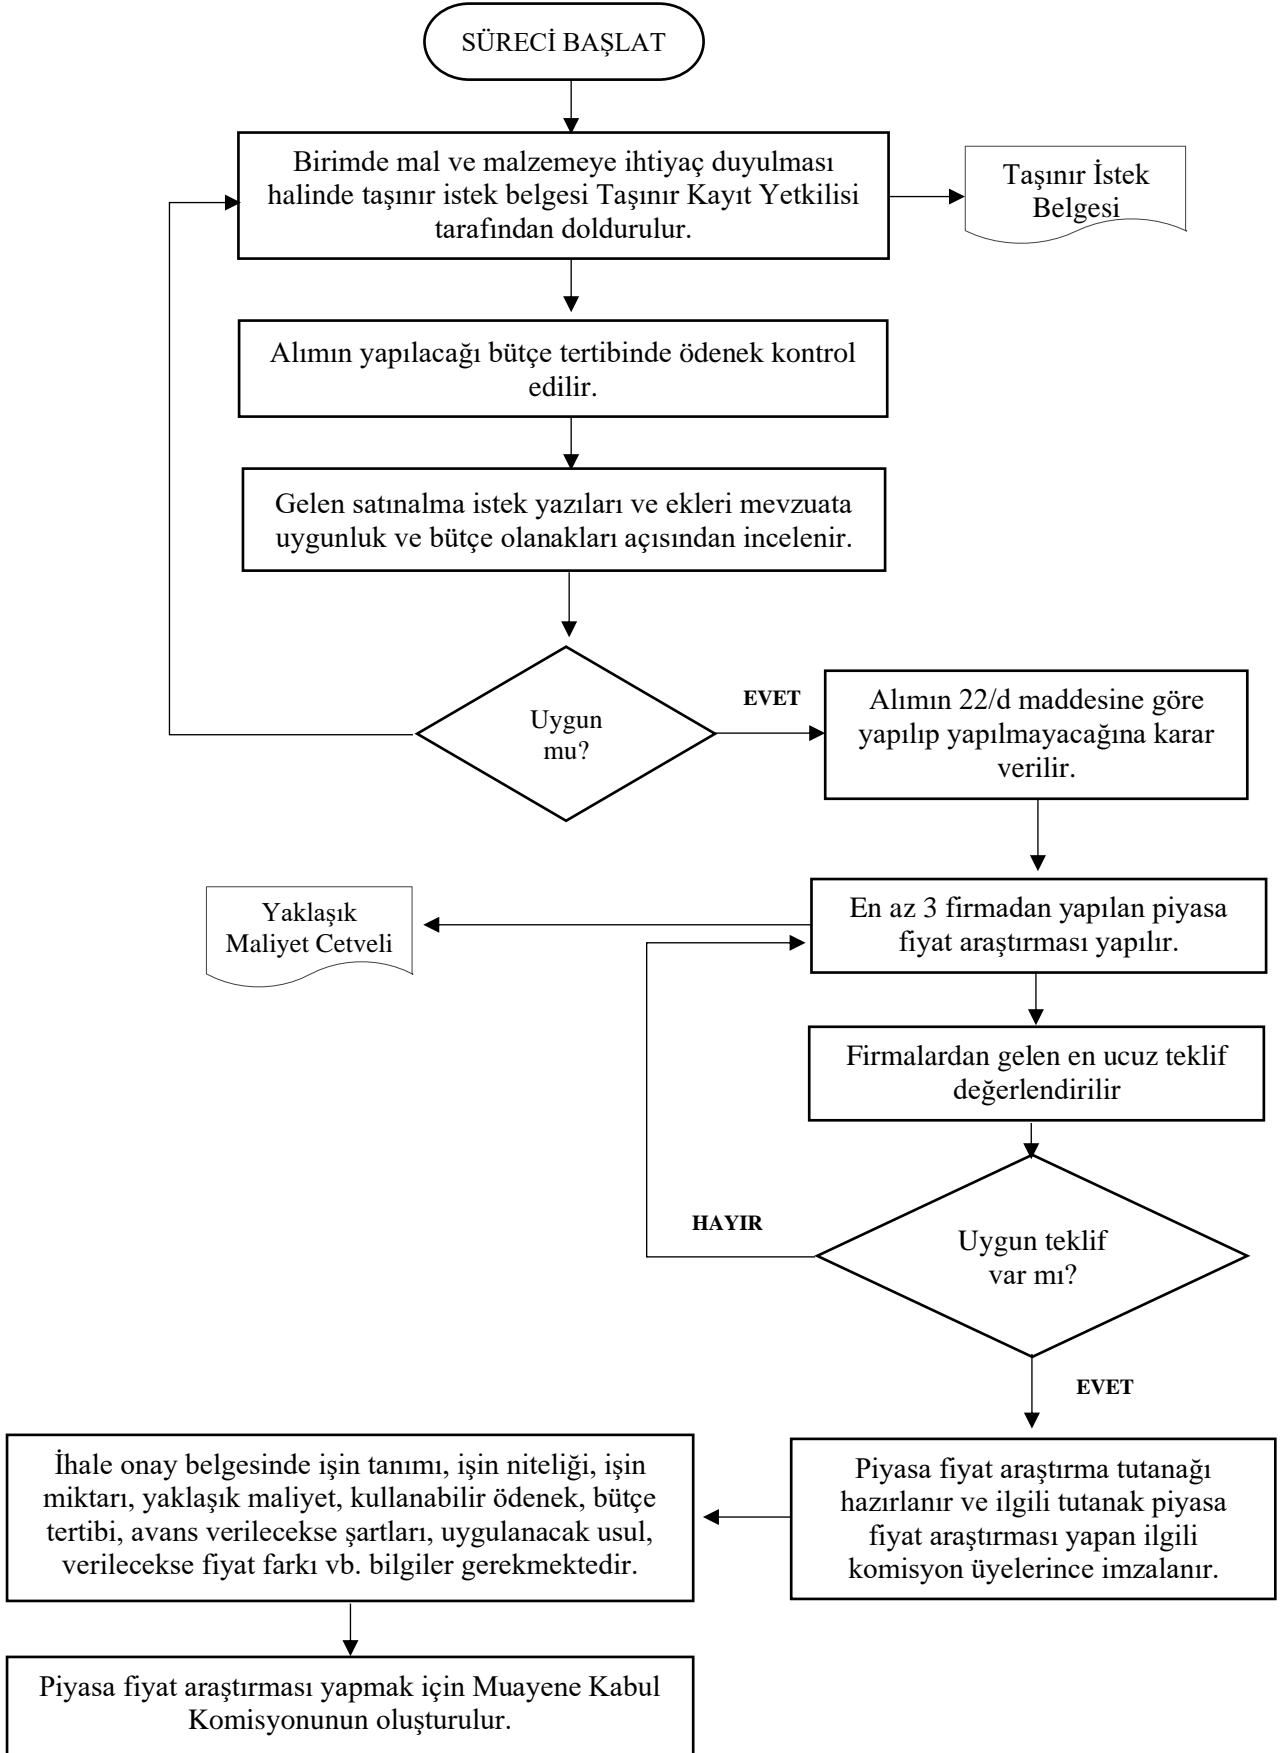 SÜRECİ BAŞLAT
Birimde mal ve malzemeye ihtiyaç duyulması
halinde taşınır istek belgesi Taşınır Kayıt Yetkilisi
tarafından doldurulur.
Taşınır İstek
Belgesi
Alımın yapılacağı bütçe tertibinde ödenek kontrol
edilir.
Gelen satınalma istek yazıları ve ekleri mevzuata
uygunluk ve bütçe olanakları açısından incelenir.
Uygun
mu?
EVET
Alımın 22/d maddesine göre
yapılıp yapılmayacağına karar
verilir.
En az 3 firmadan yapılan piyasa
fiyat araştırması yapılır.
Yaklaşık
Maliyet Cetveli
Firmalardan gelen en ucuz teklif
değerlendirilir
Uygun teklif
var mı?
HAYIR
EVET
Piyasa fiyat araştırma tutanağı
hazırlanır ve ilgili tutanak piyasa
fiyat araştırması yapan ilgili
komisyon üyelerince imzalanır.
İhale onay belgesinde işin tanımı, işin niteliği, işin
miktarı, yaklaşık maliyet, kullanabilir ödenek, bütçe
tertibi, avans verilecekse şartları, uygulanacak usul,
verilecekse fiyat farkı vb. bilgiler gerekmektedir.
Piyasa fiyat araştırması yapmak için Muayene Kabul
Komisyonunun oluşturulur.